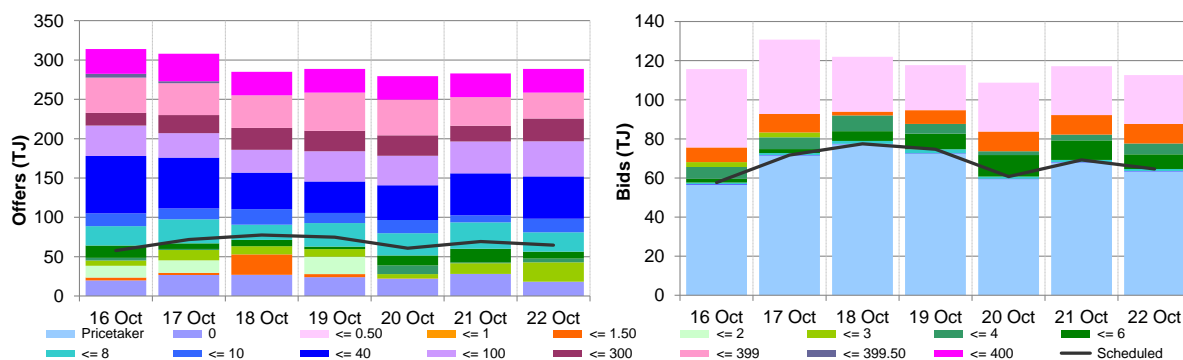 Offers (TJ)
350
300
250
200
150
100
50
0
16 Oct 17 Oct 18 Oct 19 Oct 20 Oct 21 Oct 22 Oct
Bids (TJ)
140
120
100
80
60
40
20
0
16 Oct 17 Oct 18 Oct 19 Oct 20 Oct 21 Oct 22 Oct
Pricetaker 0 <= 0.50 <= 1 <= 1.50 <= 2 <= 3 <= 4 <= 6
<= 8 <= 10 <= 40 <= 100 <= 300 <= 399 <= 399.50 <= 400 Scheduled